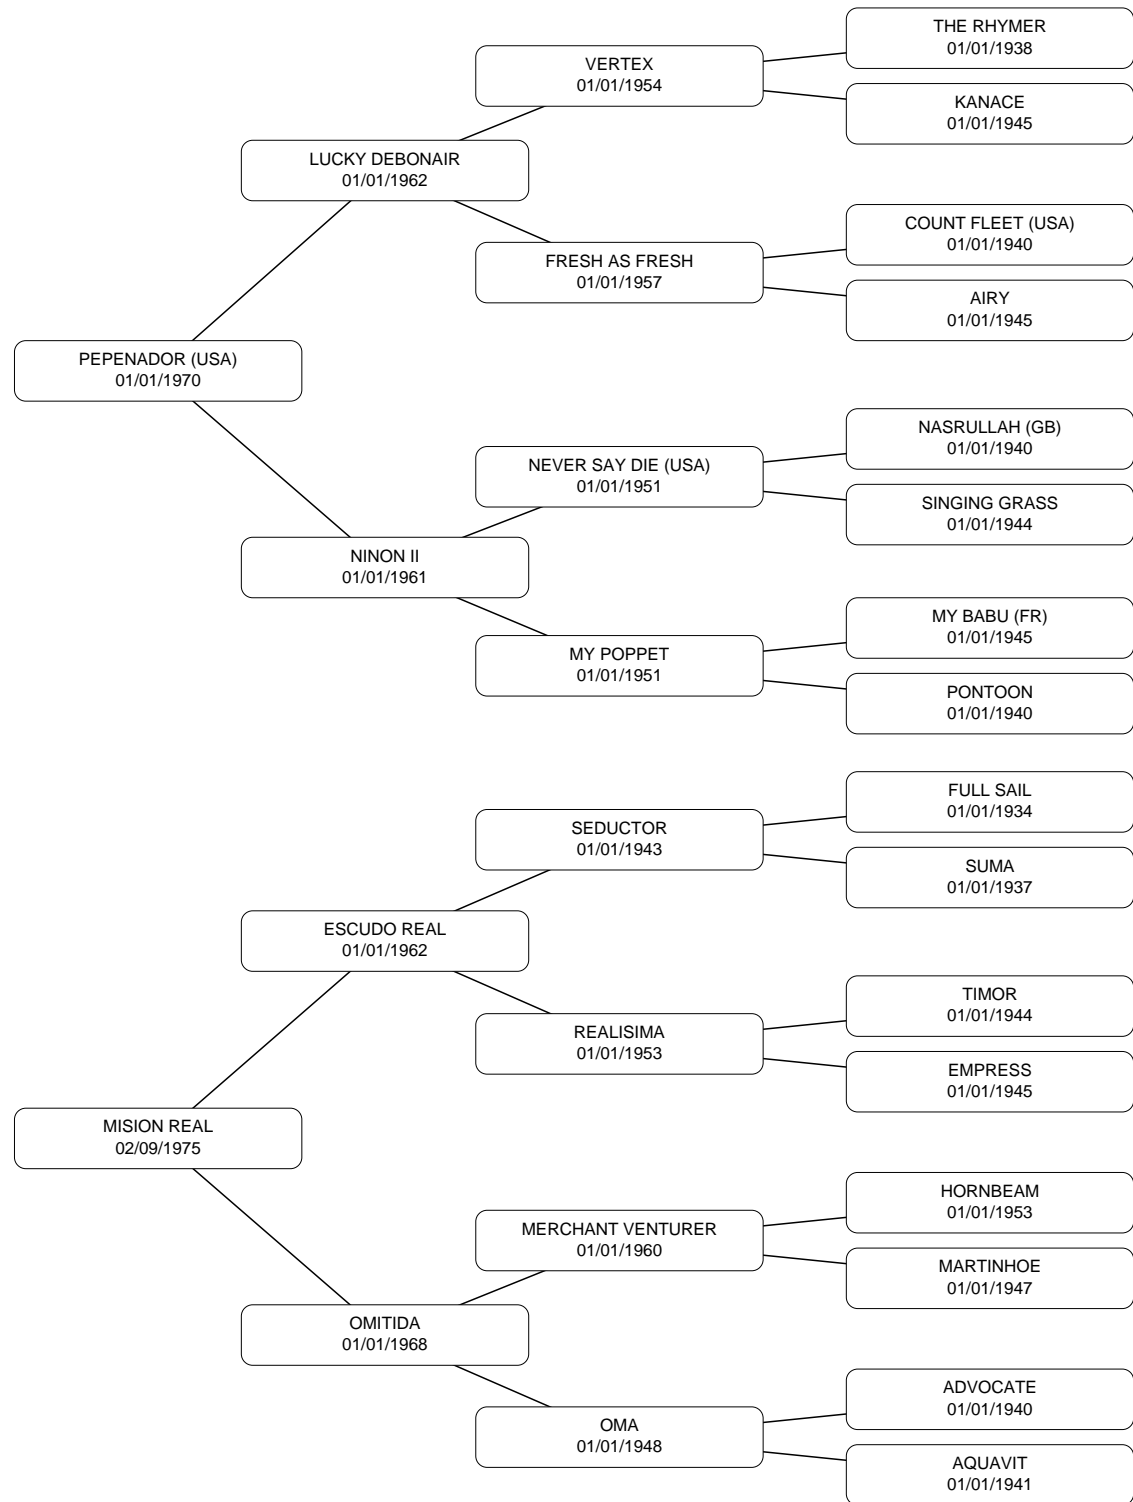 THE RHYMER
01/01/1938
VERTEX
01/01/1954
KANACE
01/01/1945
LUCKY DEBONAIR
01/01/1962
COUNT FLEET (USA)
01/01/1940
FRESH AS FRESH
01/01/1957
AIRY
01/01/1945
PEPENADOR (USA)
01/01/1970
NASRULLAH (GB)
01/01/1940
NEVER SAY DIE (USA)
01/01/1951
SINGING GRASS
01/01/1944
NINON II
01/01/1961
MY BABU (FR)
01/01/1945
MY POPPET
01/01/1951
PONTOON
01/01/1940
FULL SAIL
01/01/1934
SEDUCTOR
01/01/1943
SUMA
01/01/1937
ESCUDO REAL
01/01/1962
TIMOR
01/01/1944
REALISIMA
01/01/1953
EMPRESS
01/01/1945
MISION REAL
02/09/1975
HORNBEAM
01/01/1953
MERCHANT VENTURER
01/01/1960
MARTINHOE
01/01/1947
OMITIDA
01/01/1968
ADVOCATE
01/01/1940
OMA
01/01/1948
AQUAVIT
01/01/1941